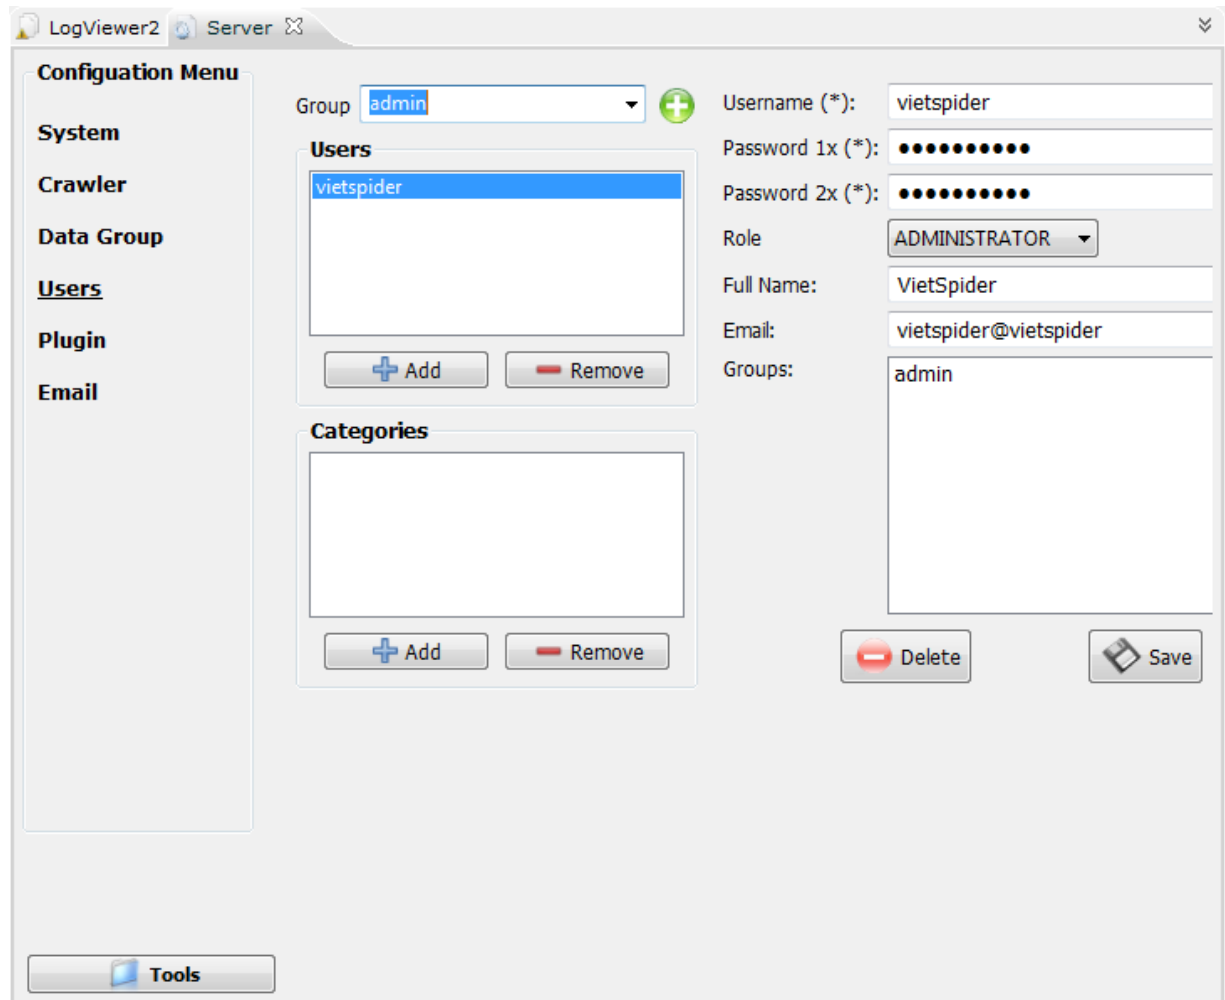 LogViewer2
Server
Configuation Menu
System
Crawler
Data Group
Users
Plugin
Email
Tools
Group admin
Users
vietspider
Add Remove
Categories
Add Remove
Username (*): vietspider
Password 1x (*): ●●●●●●●●●●
Password 2x (*): ●●●●●●●●●●
Role ADMINISTRATOR
Full Name: VietSpider
Email: vietspider@vietspider
Groups: admin
Delete Save